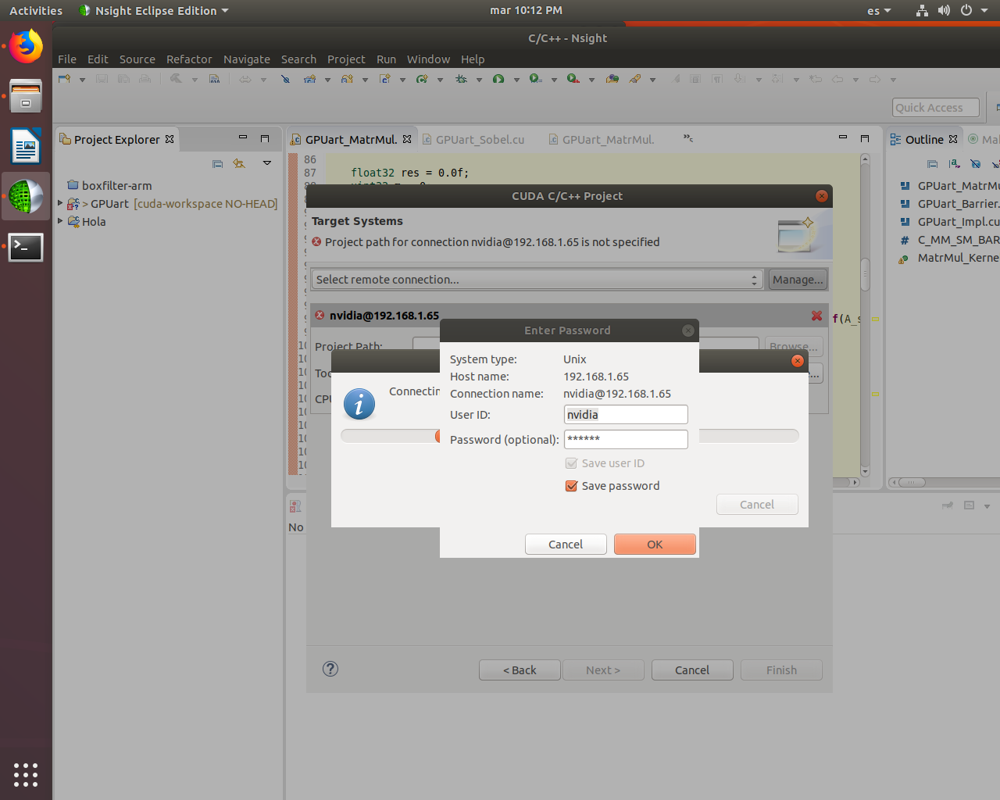 Activities
Nsight Eclipse Edition
mar 10:12 PM
es
C/C++ - Nsight
File Edit Source Refactor Navigate Search Project Run Window Help
Quick Access
Project Explorer
boxfilter-arm
> GPUart [cuda-workspace NO-HEAD]
Hola
GPUart_MatrMul.
GPUart_Sobel.cu
GPUart_MatrMul.
Outline
86
87 float32 res = 0.0f;
GPUart_MatrMu
GPUart_Barrier.
GPUart_Impl.cu
C_MM_SM_BAR
MatrMul_Kerne
f(A_s
CUDA C/C++ Project
Target Systems
Project path for connection nvidia@192.168.1.65 is not specified
Select remote connection...
Manage...
nvidia@192.168.1.65
Project Path:
Browse...
Too
CPU
Connectin
Cancel
Enter Password
System type: Unix
Host name: 192.168.1.65
Connection name: nvidia@192.168.1.65
User ID: nvidia
Password (optional): ******
Save user ID
Save password
Cancel
OK
No
< Back
Next >
Cancel
Finish